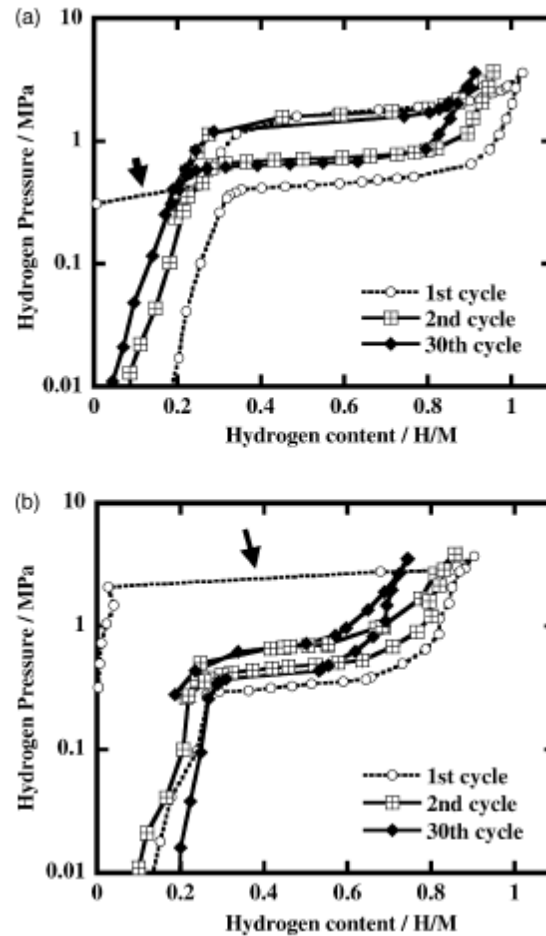 (a)
10
1
0.1
0.01
Hydrogen Pressure / MPa
1st cycle
2nd cycle
30th cycle
0 0.2 0.4 0.6 0.8 1
Hydrogen content / H/M
(b)
10
1
0.1
0.01
Hydrogen Pressure / MPa
1st cycle
2nd cycle
30th cycle
0 0.2 0.4 0.6 0.8 1
Hydrogen content / H/M